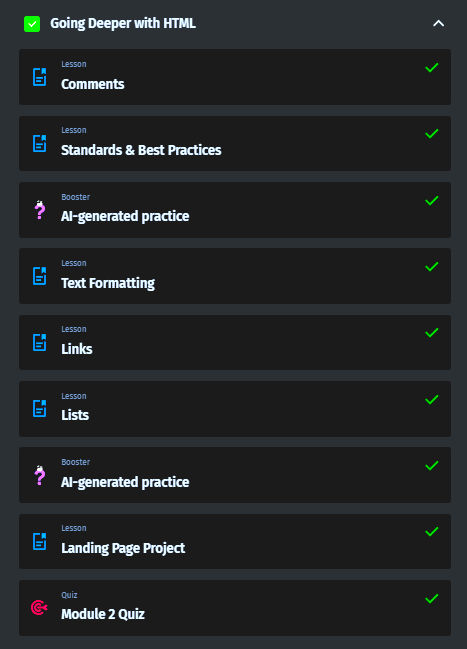 Going Deeper with HTML
Lesson
Comments
Lesson
Standards & Best Practices
Booster
AI-generated practice
Lesson
Text Formatting
Lesson
Links
Lesson
Lists
Booster
AI-generated practice
Lesson
Landing Page Project
Quiz
Module 2 Quiz